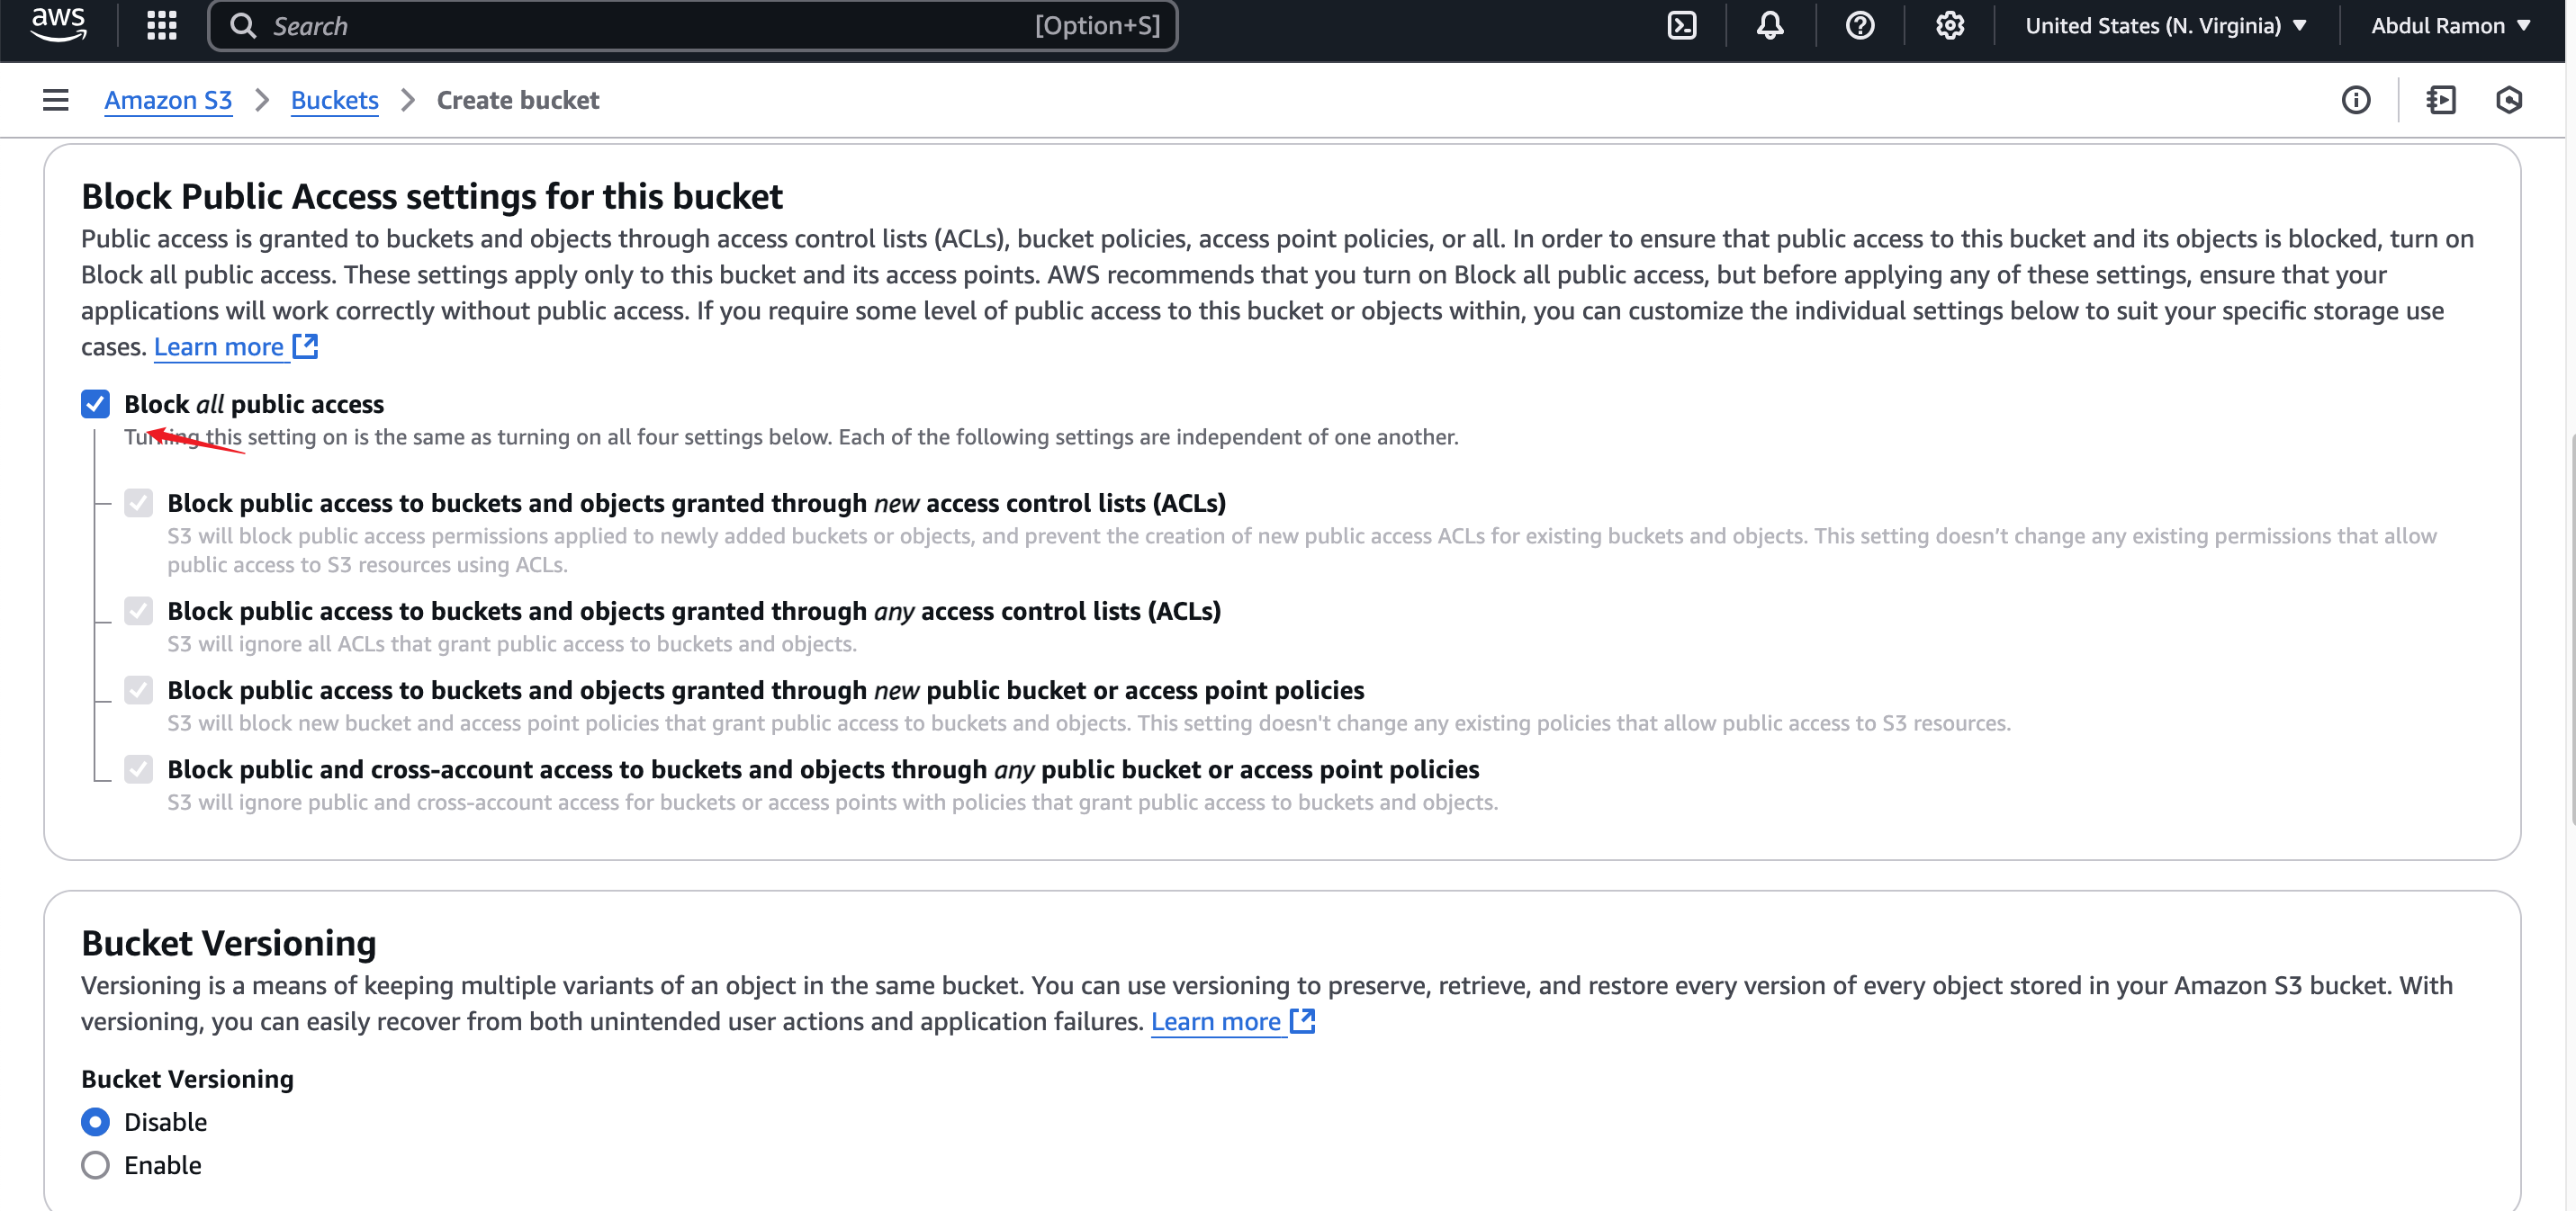 aws
Search
[Option+S]
United States (N. Virginia)
Abdul Ramon
Amazon S3
Buckets
Create bucket
Block Public Access settings for this bucket
Public access is granted to buckets and objects through access control lists (ACLs), bucket policies, access point policies, or all. In order to ensure that public access to this bucket and its objects is blocked, turn on
Block all public access. These settings apply only to this bucket and its access points. AWS recommends that you turn on Block all public access, but before applying any of these settings, ensure that your
applications will work correctly without public access. If you require some level of public access to this bucket or objects within, you can customize the individual settings below to suit your specific storage use
cases. Learn more
Block all public access
Turning this setting on is the same as turning on all four settings below. Each of the following settings are independent of one another.
Block public access to buckets and objects granted through new access control lists (ACLs)
S3 will block public access permissions applied to newly added buckets or objects, and prevent the creation of new public access ACLs for existing buckets and objects. This setting doesn’t change any existing permissions that allow
public access to S3 resources using ACLs.
Block public access to buckets and objects granted through any access control lists (ACLs)
S3 will ignore all ACLs that grant public access to buckets and objects.
Block public access to buckets and objects granted through new public bucket or access point policies
S3 will block new bucket and access point policies that grant public access to buckets and objects. This setting doesn't change any existing policies that allow public access to S3 resources.
Block public and cross-account access to buckets and objects through any public bucket or access point policies
S3 will ignore public and cross-account access for buckets or access points with policies that grant public access to buckets and objects.
Bucket Versioning
Versioning is a means of keeping multiple variants of an object in the same bucket. You can use versioning to preserve, retrieve, and restore every version of every object stored in your Amazon S3 bucket. With
versioning, you can easily recover from both unintended user actions and application failures. Learn more
Bucket Versioning
Disable
Enable